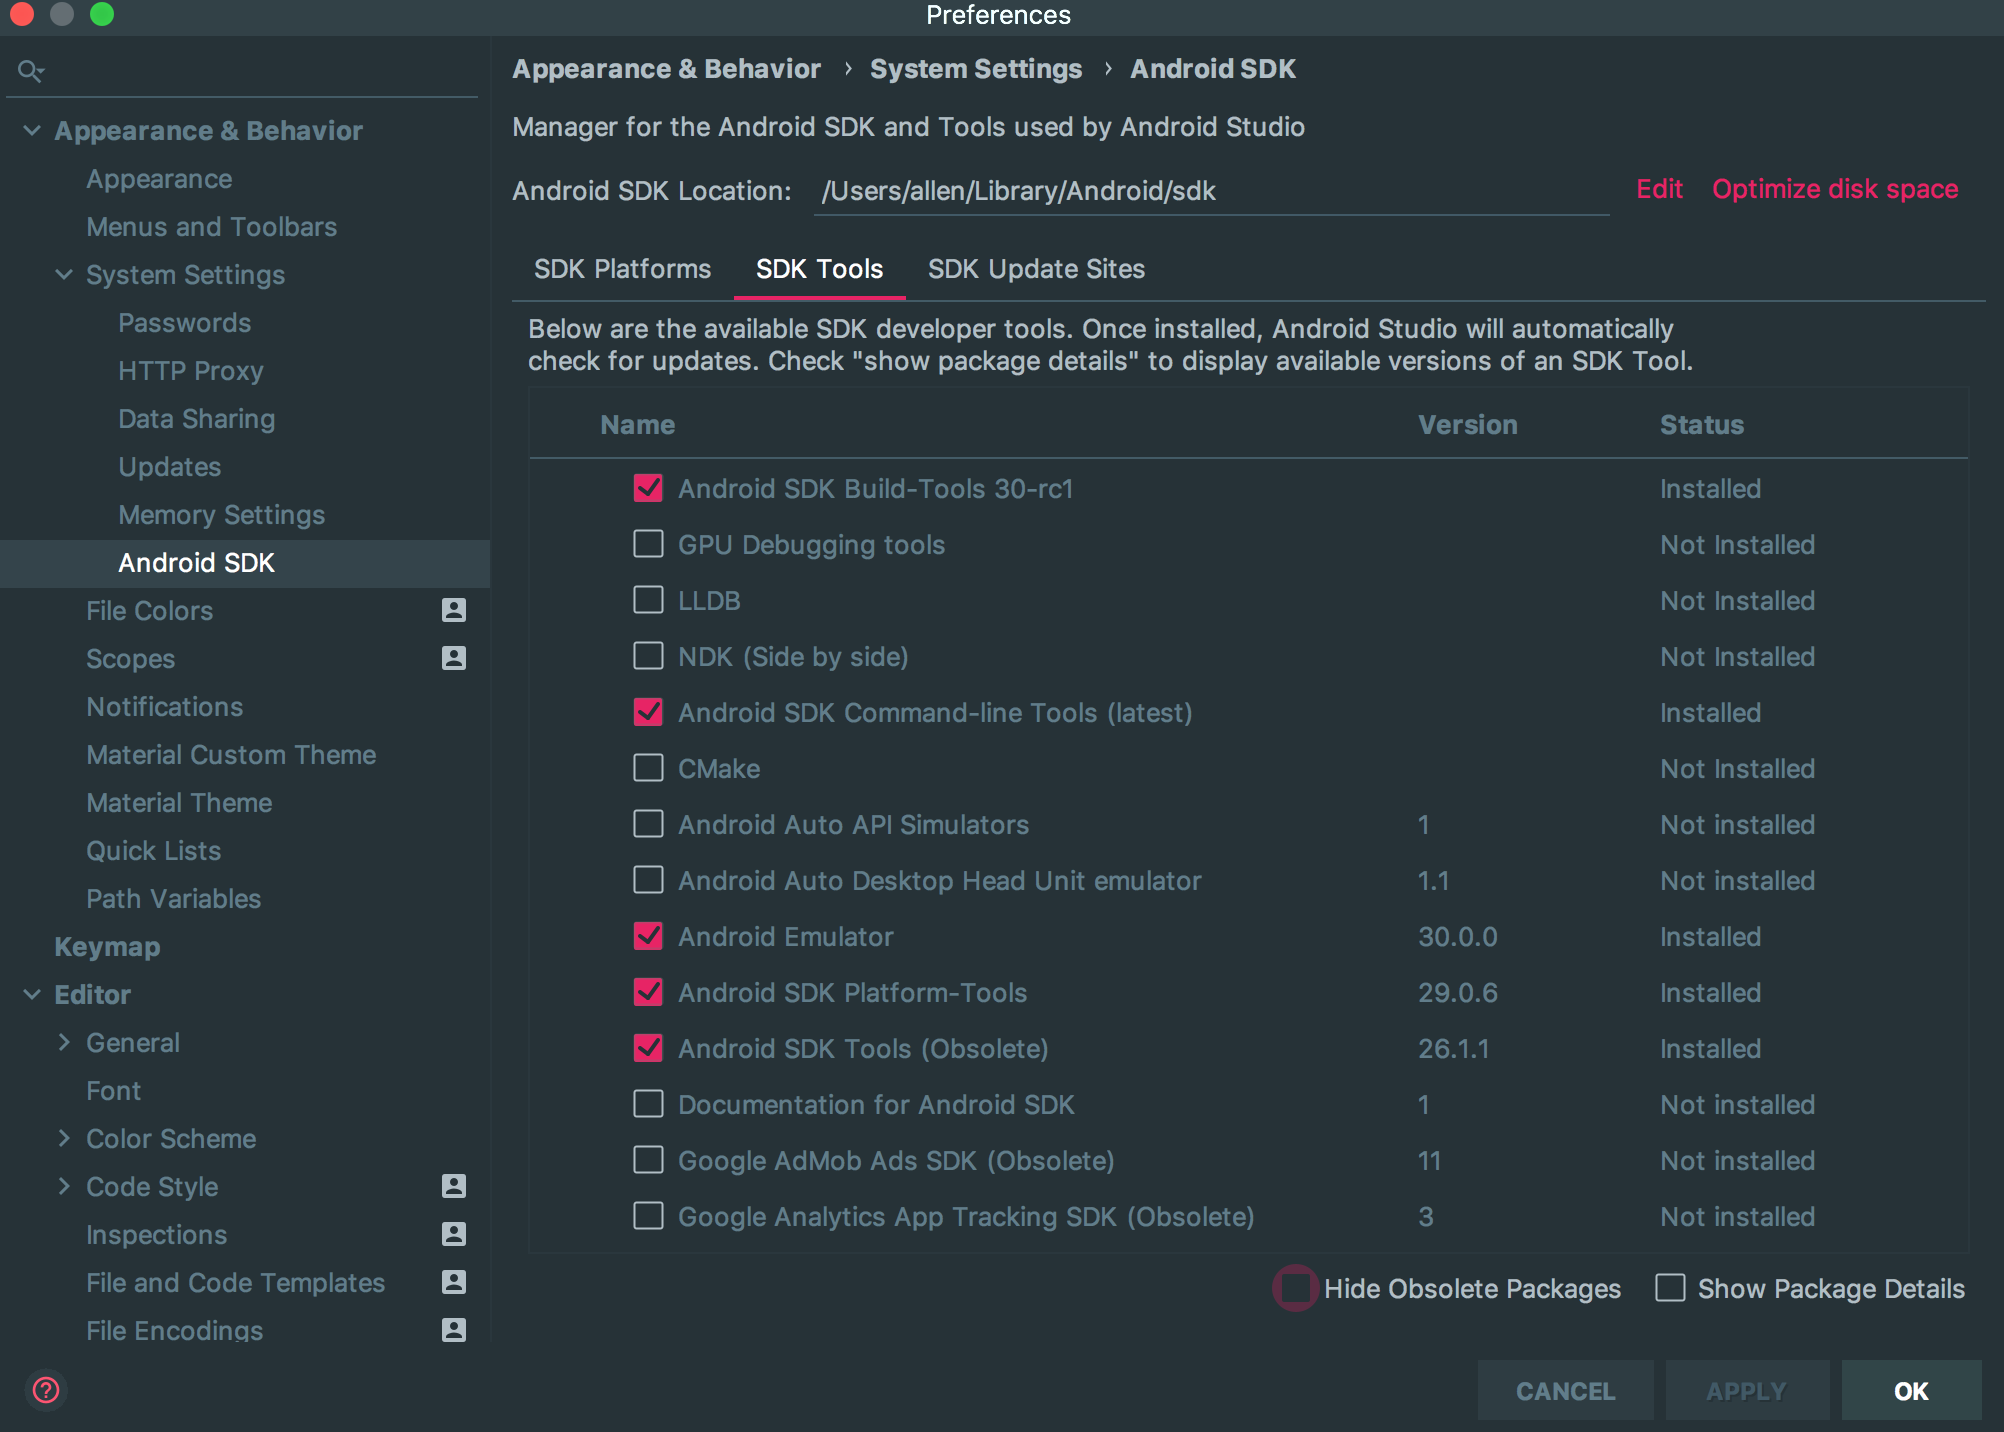 Preferences
Appearance & Behavior
Appearance
Menus and Toolbars
System Settings
Passwords
HTTP Proxy
Data Sharing
Updates
Memory Settings
Android SDK
File Colors
Scopes
Notifications
Material Custom Theme
Material Theme
Quick Lists
Path Variables
Keymap
Editor
General
Font
Color Scheme
Code Style
Inspections
File and Code Templates
File Encodings
Appearance & Behavior › System Settings › Android SDK
Manager for the Android SDK and Tools used by Android Studio
Android SDK Location: /Users/allen/Library/Android/sdk Edit Optimize disk space
SDK Platforms SDK Tools SDK Update Sites
Below are the available SDK developer tools. Once installed, Android Studio will automatically
check for updates. Check "show package details" to display available versions of an SDK Tool.
Name Version Status
Android SDK Build-Tools 30-rc1 Installed
GPU Debugging tools Not Installed
LLDB Not Installed
NDK (Side by side) Not Installed
Android SDK Command-line Tools (latest) Installed
CMake Not Installed
Android Auto API Simulators 1 Not installed
Android Auto Desktop Head Unit emulator 1.1 Not installed
Android Emulator 30.0.0 Installed
Android SDK Platform-Tools 29.0.6 Installed
Android SDK Tools (Obsolete) 26.1.1 Installed
Documentation for Android SDK 1 Not installed
Google AdMob Ads SDK (Obsolete) 11 Not installed
Google Analytics App Tracking SDK (Obsolete) 3 Not installed
Hide Obsolete Packages Show Package Details
? CANCEL APPLY OK